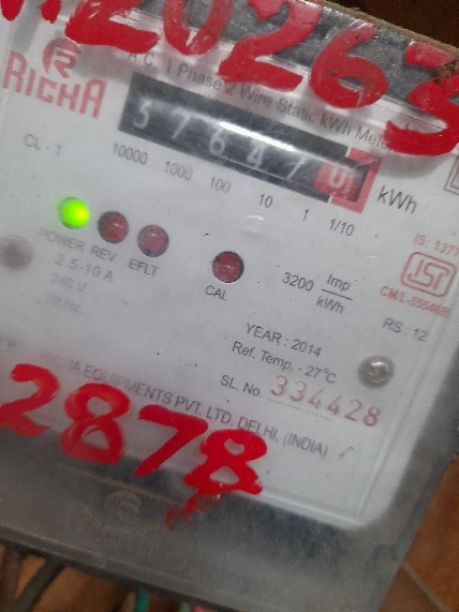 .20263
RICHA
A.C. 1 Phase 2 Wire Static kWh Meter
57647
kWh
CL - 1
10000 1000 100 10 1 1/10
IS: 1377
POWER REV. EFLT
CAL
3200 Imp/kWh
2.5-10 A
240 V.
RS : 12
YEAR : 2014
Ref. Temp. - 27°C
SL. No. 334428
EQUIPMENTS PVT. LTD. DELHI, (INDIA)
2878